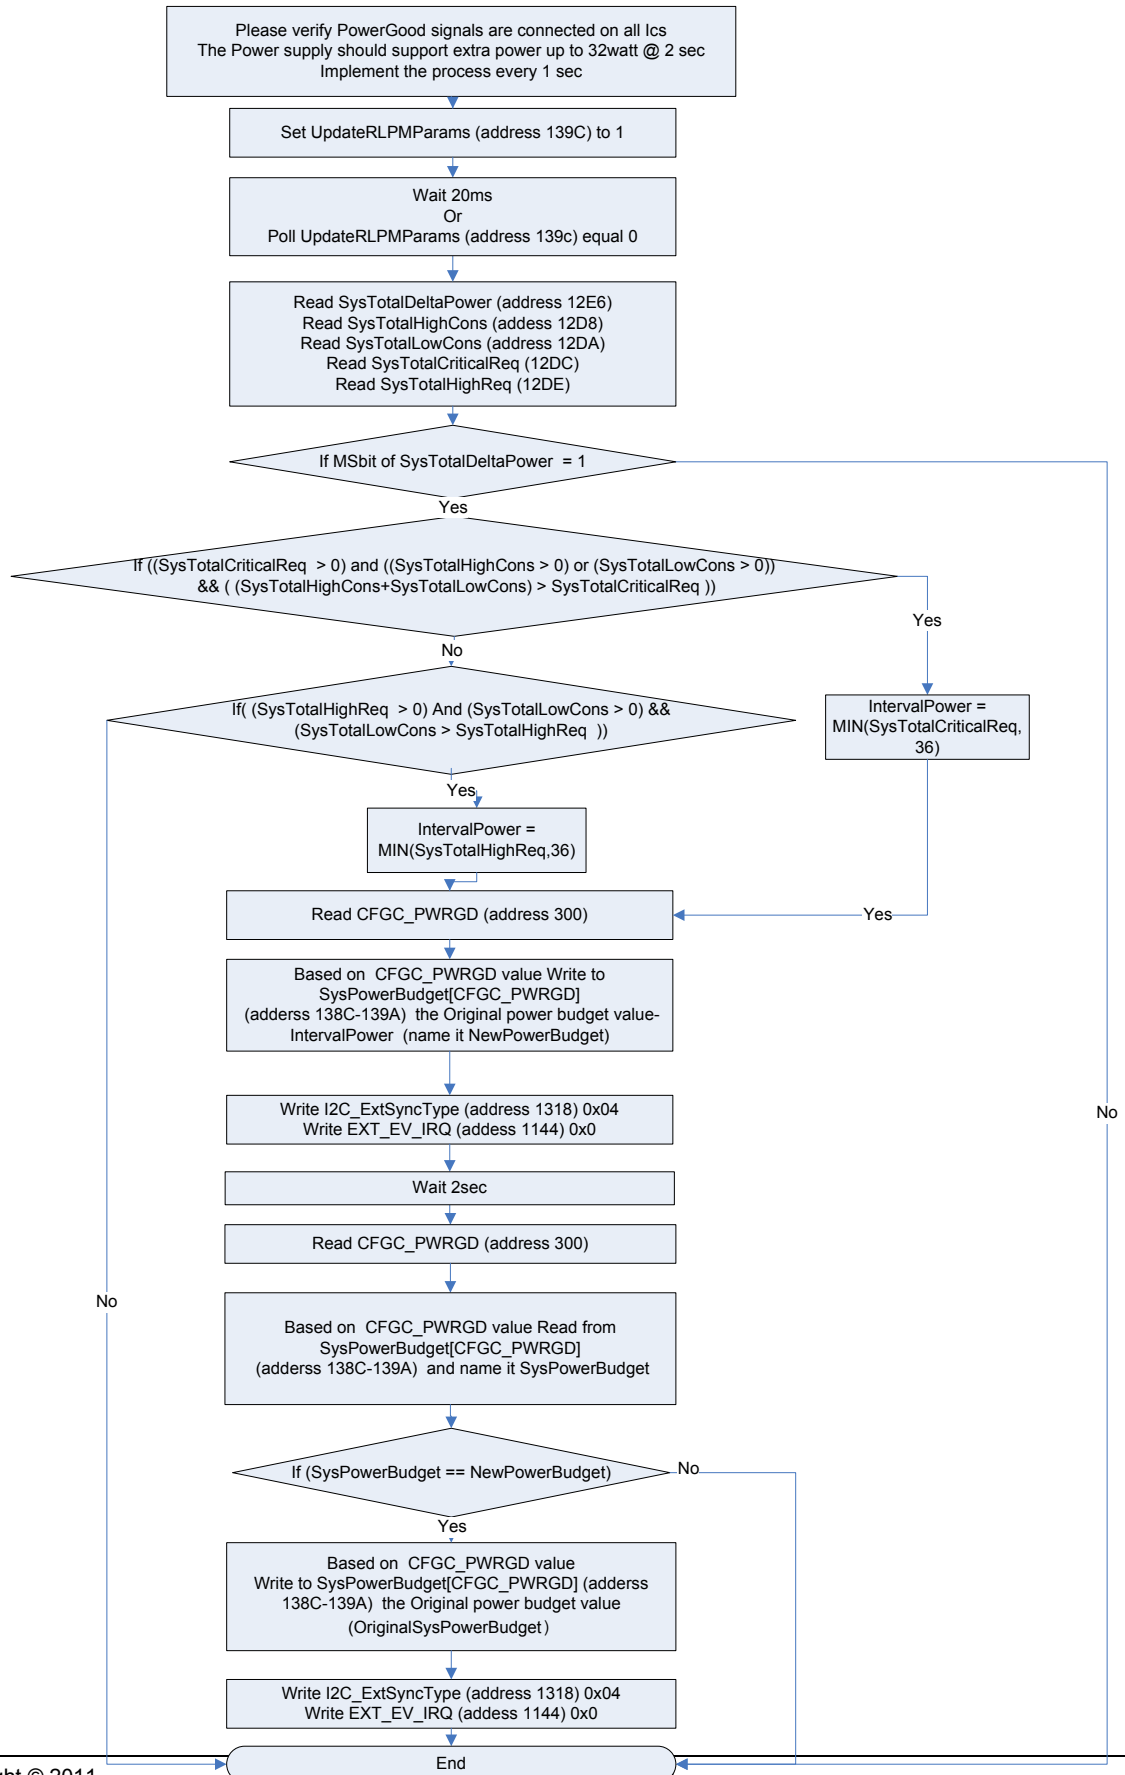 Please verify PowerGood signals are connected on all Ics
The Power supply should support extra power up to 32watt @ 2 sec
Implement the process every 1 sec
Set UpdateRLPMParams (address 139C) to 1
Wait 20ms
Or
Poll UpdateRLPMParams (address 139c) equal 0
Read SysTotalDeltaPower (address 12E6)
Read SysTotalHighCons (addess 12D8)
Read SysTotalLowCons (address 12DA)
Read SysTotalCriticalReq (12DC)
Read SysTotalHighReq (12DE)
If MSbit of SysTotalDeltaPower = 1
Yes
If ((SysTotalCriticalReq > 0) and ((SysTotalHighCons > 0) or (SysTotalLowCons > 0))
&& ( (SysTotalHighCons+SysTotalLowCons) > SysTotalCriticalReq ))
Yes
No
If( (SysTotalHighReq > 0) And (SysTotalLowCons > 0) &&
(SysTotalLowCons > SysTotalHighReq ))
IntervalPower =
MIN(SysTotalCriticalReq,
36)
Yes
IntervalPower =
MIN(SysTotalHighReq,36)
Read CFGC_PWRGD (address 300)
Yes
Based on CFGC_PWRGD value Write to
SysPowerBudget[CFGC_PWRGD]
(adderss 138C-139A) the Original power budget value-
IntervalPower (name it NewPowerBudget)
Write I2C_ExtSyncType (address 1318) 0x04
Write EXT_EV_IRQ (addess 1144) 0x0
No
Wait 2sec
Read CFGC_PWRGD (address 300)
No
Based on CFGC_PWRGD value Read from
SysPowerBudget[CFGC_PWRGD]
(adderss 138C-139A) and name it SysPowerBudget
If (SysPowerBudget == NewPowerBudget)
No
Yes
Based on CFGC_PWRGD value
Write to SysPowerBudget[CFGC_PWRGD] (adderss
138C-139A) the Original power budget value
(OriginalSysPowerBudget)
Write I2C_ExtSyncType (address 1318) 0x04
Write EXT_EV_IRQ (addess 1144) 0x0
End
© 2011